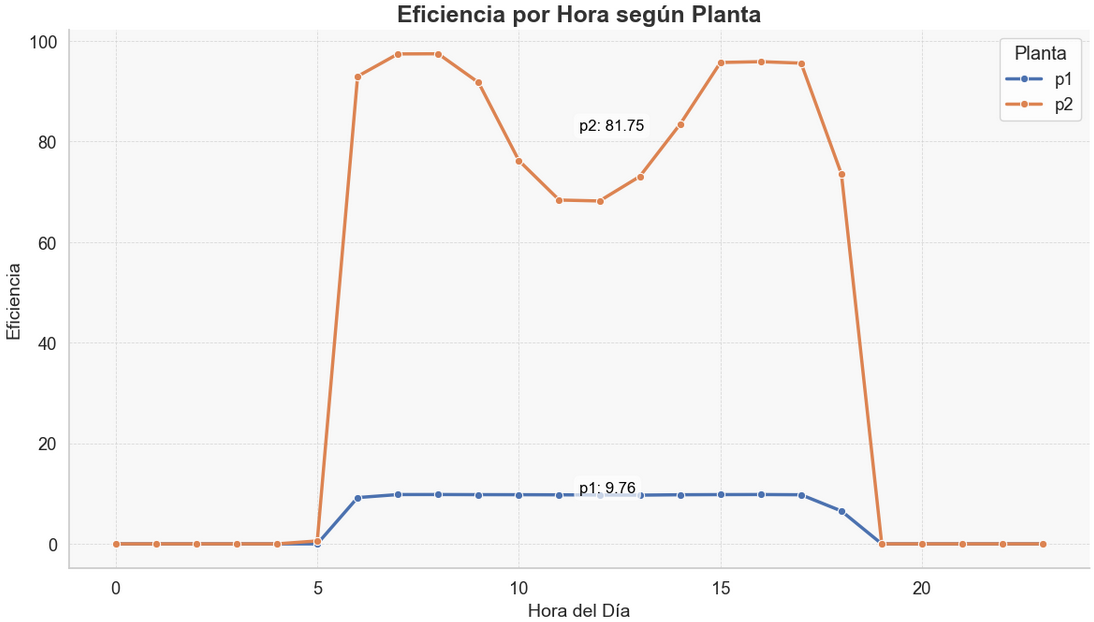 Eficiencia por Hora según Planta
Eficiencia
100
80
60
40
20
0
p2: 81.75
p1: 9.76
Planta
p1
p2
0
5
10
15
20
Hora del Día